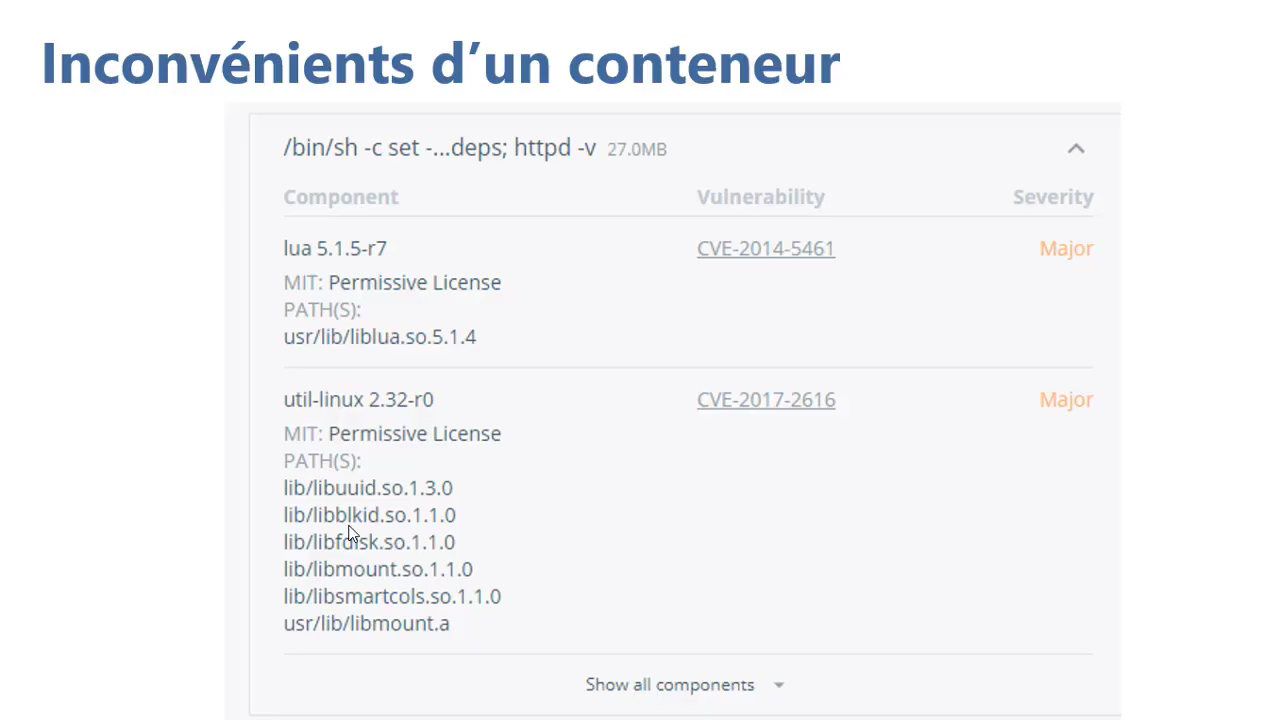 Inconvénients d’un conteneur
/bin/sh -c set -...deps; httpd -v 27.0MB
Component Vulnerability Severity
lua 5.1.5-r7 CVE-2014-5461 Major
MIT: Permissive License
PATH(S):
usr/lib/liblua.so.5.1.4
util-linux 2.32-r0 CVE-2017-2616 Major
MIT: Permissive License
PATH(S):
lib/libuuid.so.1.3.0
lib/libblkid.so.1.1.0
lib/libfdisk.so.1.1.0
lib/libmount.so.1.1.0
lib/libsmartcols.so.1.1.0
usr/lib/libmount.a
Show all components